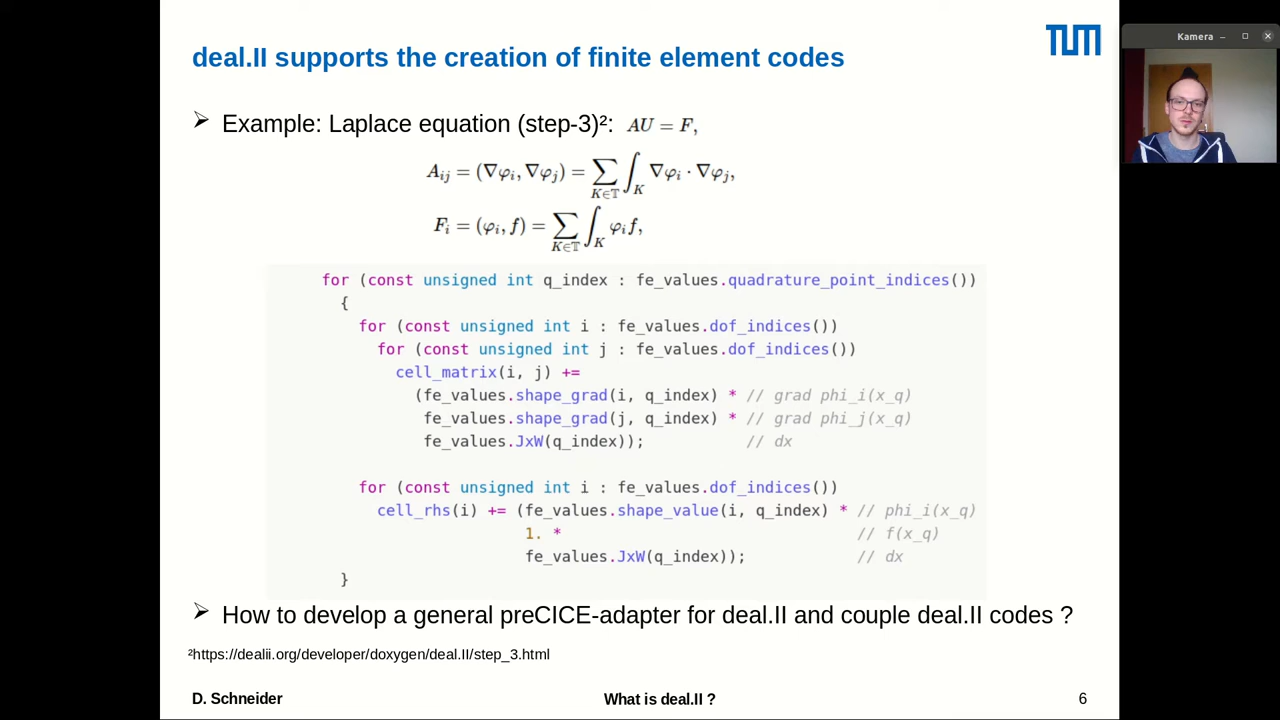 deal.II supports the creation of finite element codes
TUM
Kamera
➢ Example: Laplace equation (step-3)²: AU = F,
A_{ij} = (∇φ_i, ∇φ_j) = ∑_{K∈𝕋} ∫_K ∇φ_i · ∇φ_j,
F_i = (φ_i, f) = ∑_{K∈𝕋} ∫_K φ_i f,
for (const unsigned int q_index : fe_values.quadrature_point_indices())
{
for (const unsigned int i : fe_values.dof_indices())
for (const unsigned int j : fe_values.dof_indices())
cell_matrix(i, j) +=
(fe_values.shape_grad(i, q_index) * // grad phi_i(x_q)
fe_values.shape_grad(j, q_index) * // grad phi_j(x_q)
fe_values.JxW(q_index)); // dx
for (const unsigned int i : fe_values.dof_indices())
cell_rhs(i) += (fe_values.shape_value(i, q_index) * // phi_i(x_q)
1. * // f(x_q)
fe_values.JxW(q_index)); // dx
}
➢ How to develop a general preCICE-adapter for deal.II and couple deal.II codes ?
²https://dealii.org/developer/doxygen/deal.II/step_3.html
D. Schneider What is deal.II ? 6